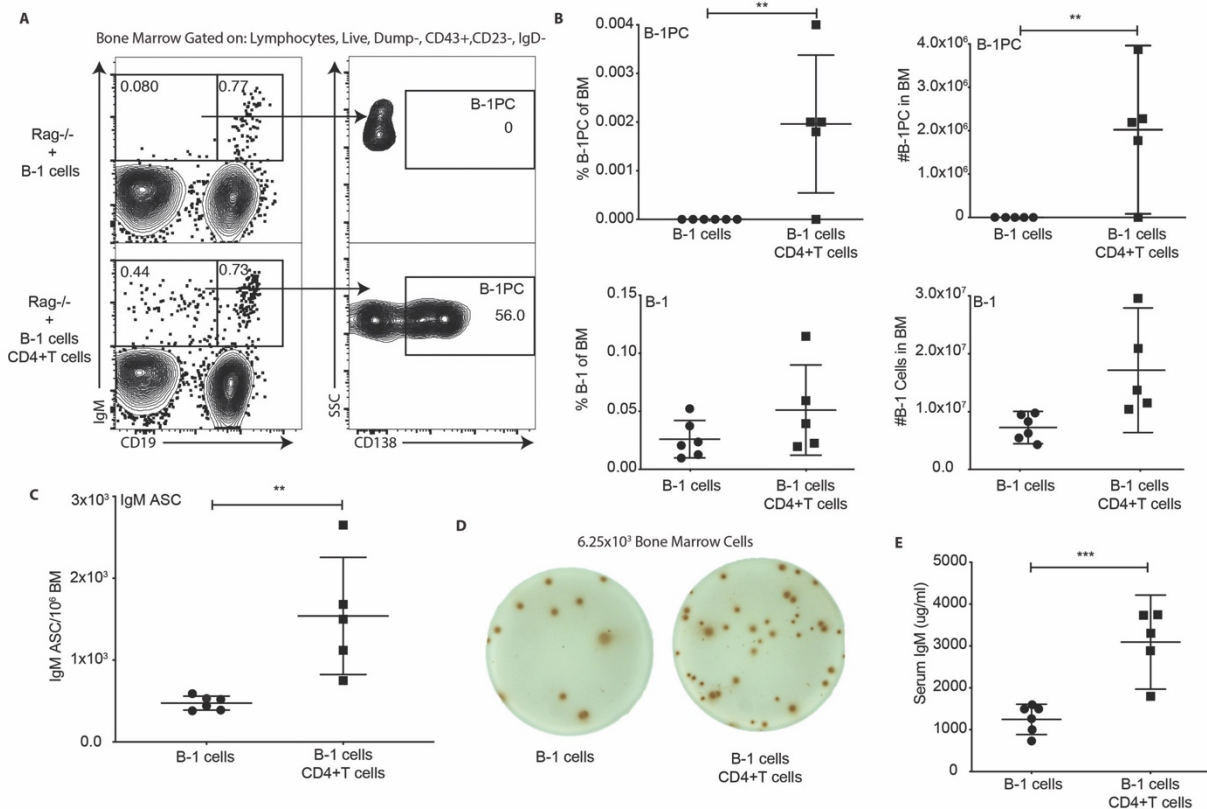 A
Bone Marrow Gated on: Lymphocytes, Live, Dump-, CD43+,CD23-, IgD-
Rag-/-
+
B-1 cells
0.080
0.77
B-1PC
0
Rag-/-
+
B-1 cells
CD4+T cells
0.44
0.73
B-1PC
56.0
IgM
CD19
SSC
CD138
B
**
B-1PC
% B-1PC of BM
0.004
0.003
0.002
0.001
0.000
B-1 cells
B-1 cells
CD4+T cells
**
B-1PC
#B-1PC in BM
4.0x10⁶
2.0x10⁶
2.0x10⁶
1.0x10⁶
0
B-1 cells
B-1 cells
CD4+T cells
B-1
% B-1 of BM
0.15
0.10
0.05
0.00
B-1 cells
B-1 cells
CD4+T cells
B-1
#B-1 Cells in BM
3.0x10⁷
2.0x10⁷
1.0x10⁷
0.0
B-1 cells
B-1 cells
CD4+T cells
C
IgM ASC
**
IgM ASC/10⁶ BM
3x10³
2x10³
1x10³
0.0
B-1 cells
B-1 cells
CD4+T cells
D
6.25x10³ Bone Marrow Cells
B-1 cells
B-1 cells
CD4+T cells
E
***
Serum IgM (ug/ml)
5000
4000
3000
2000
1000
0
B-1 cells
B-1 cells
CD4+T cells